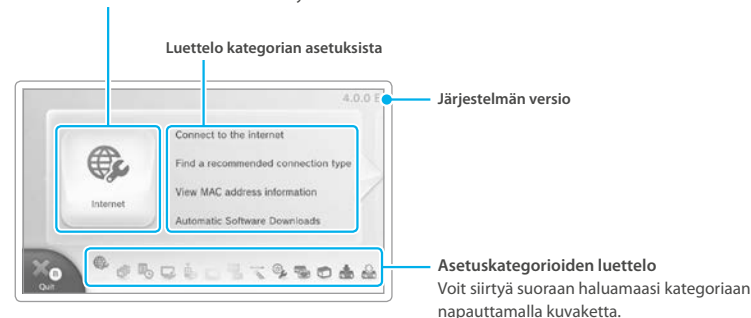 Luettelo kategorian asetuksista
4.0.0 E
Järjestelmän versio
Connect to the internet
Find a recommended connection type
View MAC address information
Automatic Software Downloads
Internet
B
Quit
Asetuskategorioiden luettelo
Voit siirtyä suoraan haluamaasi kategoriaan
napauttamalla kuvaketta.